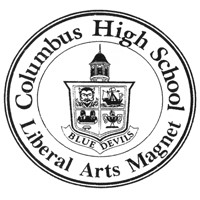 Columbus High School
BLUE DEVILS
Liberal Arts Magnet